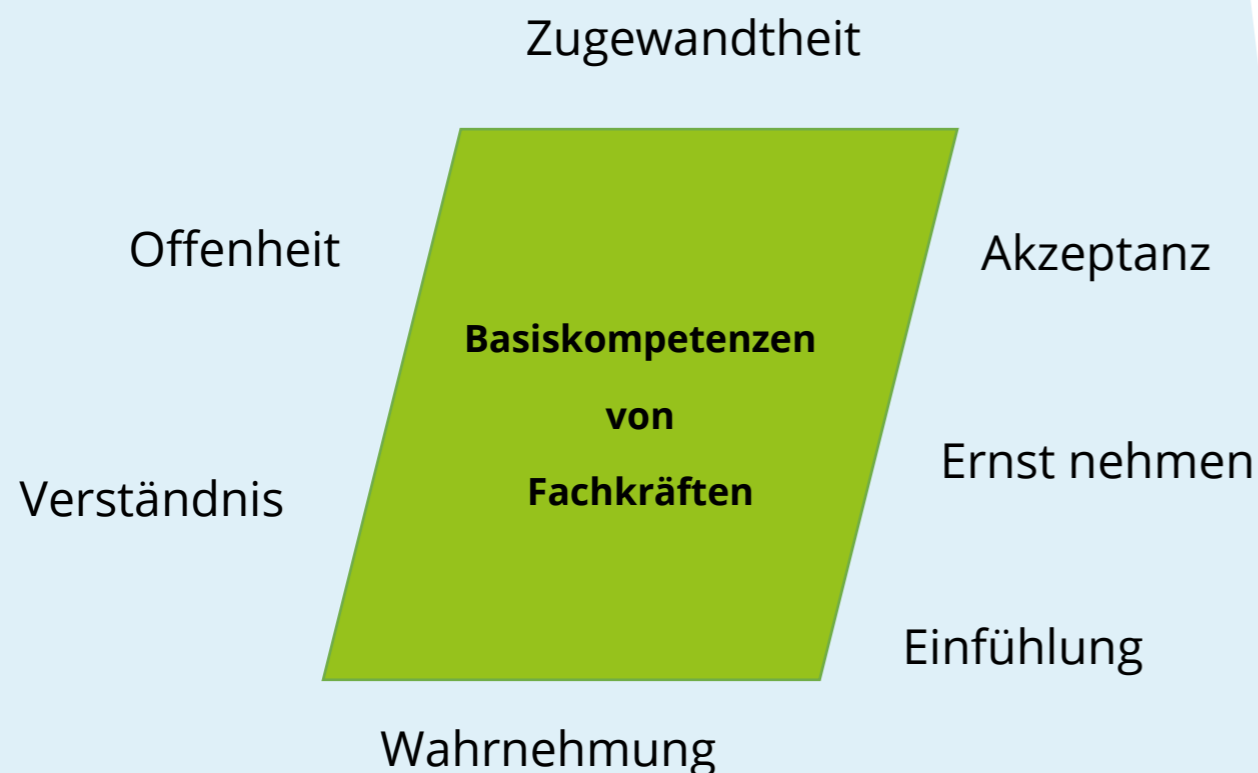 Zugewandtheit
Offenheit
Akzeptanz
Basiskompetenzen
von
Fachkräften
Ernst nehmen
Verständnis
Einfühlung
Wahrnehmung